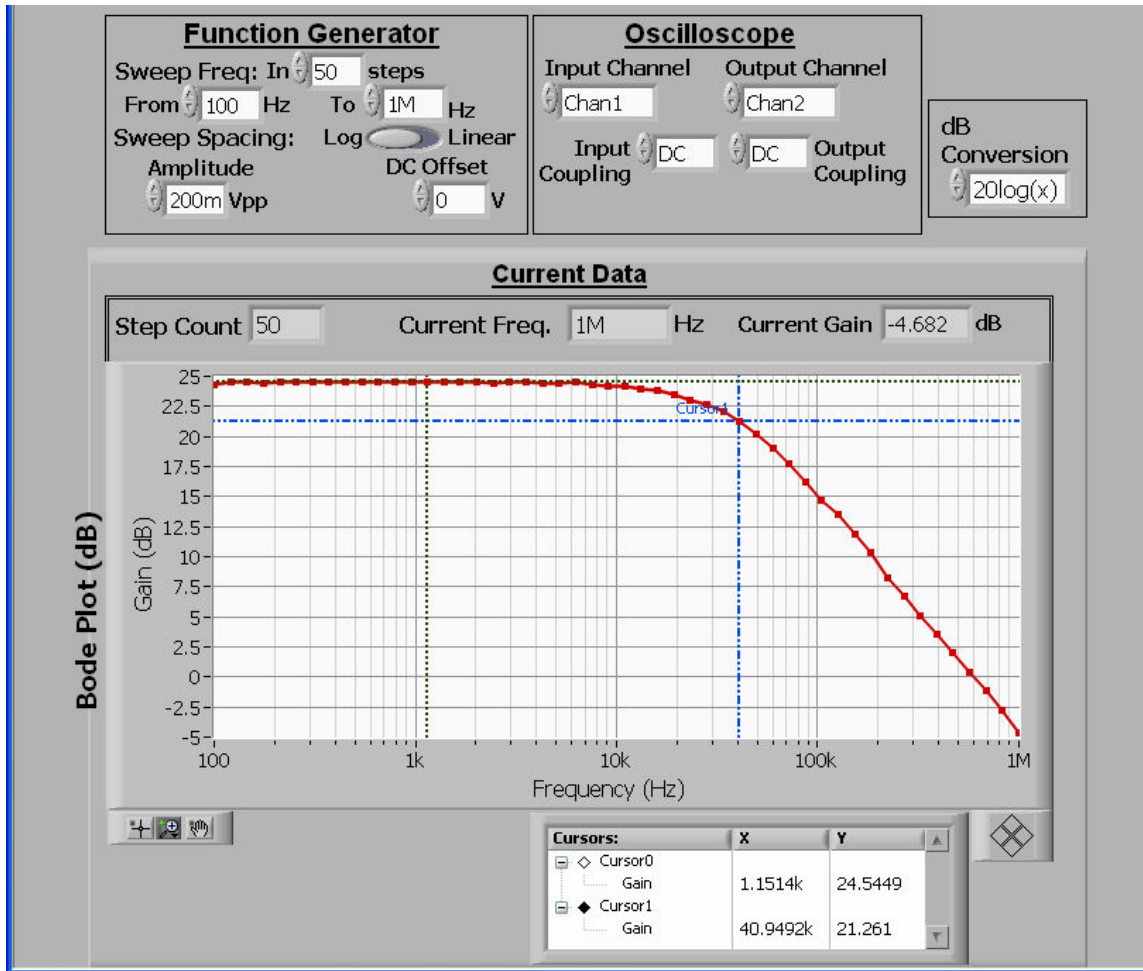 Function Generator
Sweep Freq: In 50 steps
From 100 Hz To 1M Hz
Sweep Spacing: Log Linear
Amplitude DC Offset
200m Vpp 0 V
Oscilloscope
Input Channel Output Channel
Chan1 Chan2
Input Coupling DC DC Output Coupling
dB
Conversion
20log(x)
Current Data
Step Count 50 Current Freq. 1M Hz Current Gain -4.682 dB
Bode Plot (dB)
Gain (dB)
25
22.5
20
17.5
15
12.5
10
7.5
5
2.5
0
-2.5
-5
Cursor1
100 1k 10k 100k 1M
Frequency (Hz)
Cursors: X Y
Cursor0
Gain 1.1514k 24.5449
Cursor1
Gain 40.9492k 21.261